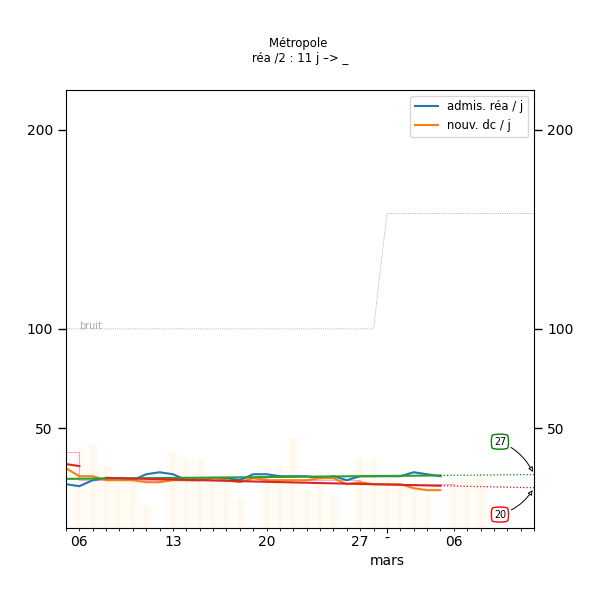 Métropole
réa /2 : 11 j –> _
admis. réa / j
nouv. dc / j
200
200
bruit
100
100
50
50
27
20
06
13
20
27
-
06
mars